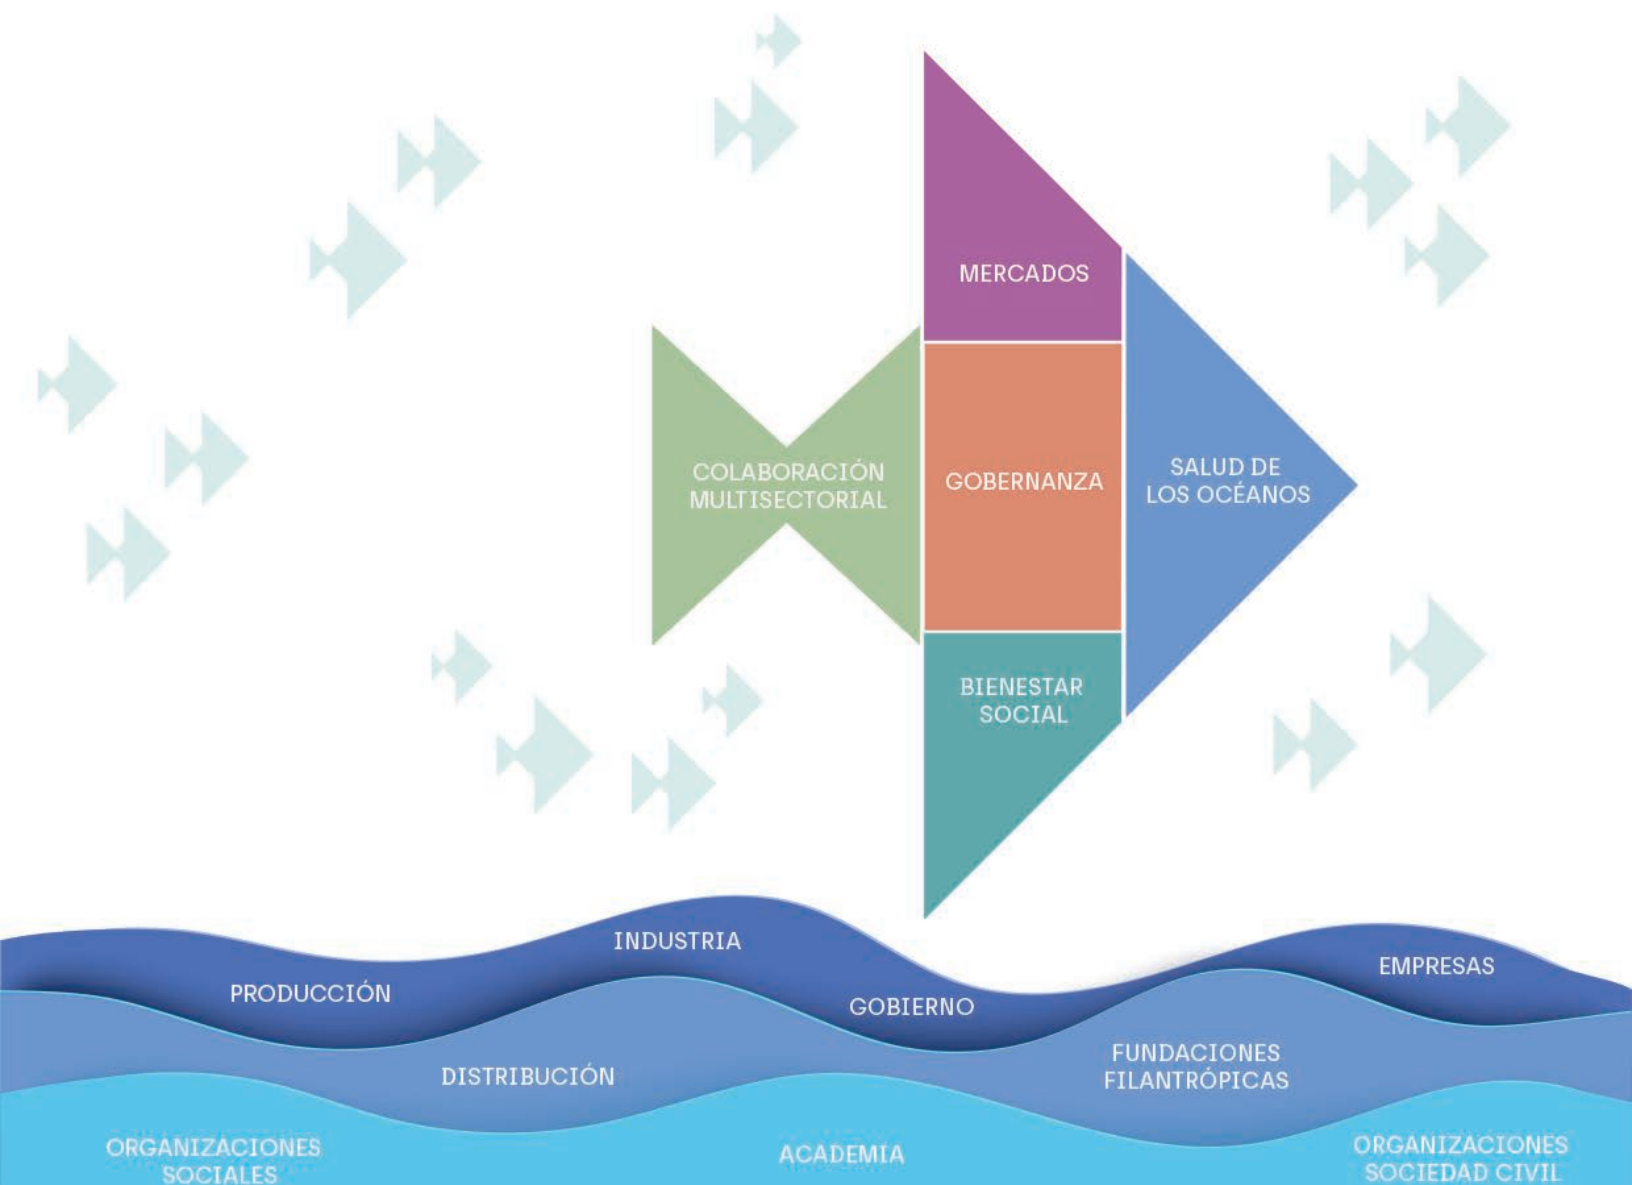 MERCADOS
COLABORACIÓN
MULTISECTORIAL
GOBERNANZA
SALUD DE
LOS OCÉANOS
BIENESTAR
SOCIAL
INDUSTRIA
PRODUCCIÓN
GOBIERNO
EMPRESAS
DISTRIBUCIÓN
FUNDACIONES
FILANTRÓPICAS
ORGANIZACIONES
SOCIALES
ACADEMIA
ORGANIZACIONES
SOCIEDAD CIVIL